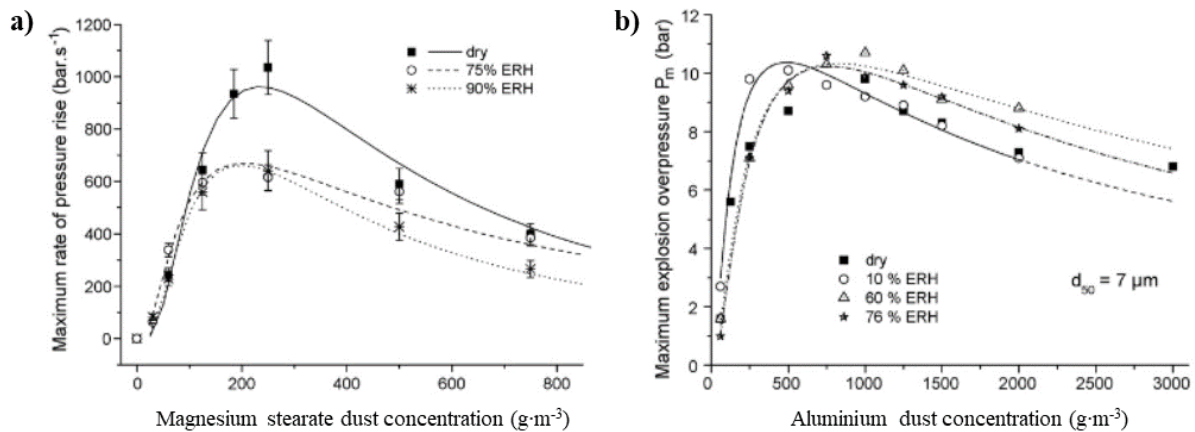 a)
Maximum rate of pressure rise (bar.s⁻¹)
1200
1000
800
600
400
200
0
dry
75% ERH
90% ERH
0 200 400 600 800
Magnesium stearate dust concentration (g·m⁻³)
b)
Maximum explosion overpressure Pₘ (bar)
12
10
8
6
4
2
0
dry
10 % ERH
60 % ERH
76 % ERH
d₅₀ = 7 µm
0 500 1000 1500 2000 2500 3000
Aluminium dust concentration (g·m⁻³)